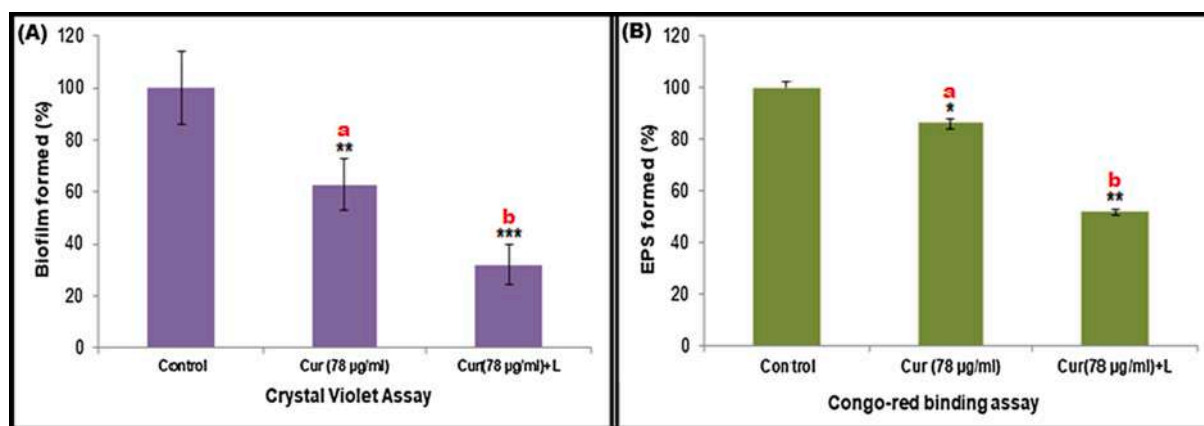 (A)
120
100
80
60
40
20
0
Biofilm formed (%)
a
**
b
***
Control
Cur (78 µg/ml)
Cur(78 µg/ml)+L
Crystal Violet Assay
(B)
120
100
80
60
40
20
0
EPS formed (%)
a
*
b
**
Control
Cur (78 µg/ml)
Cur(78 µg/ml)+L
Congo-red binding assay